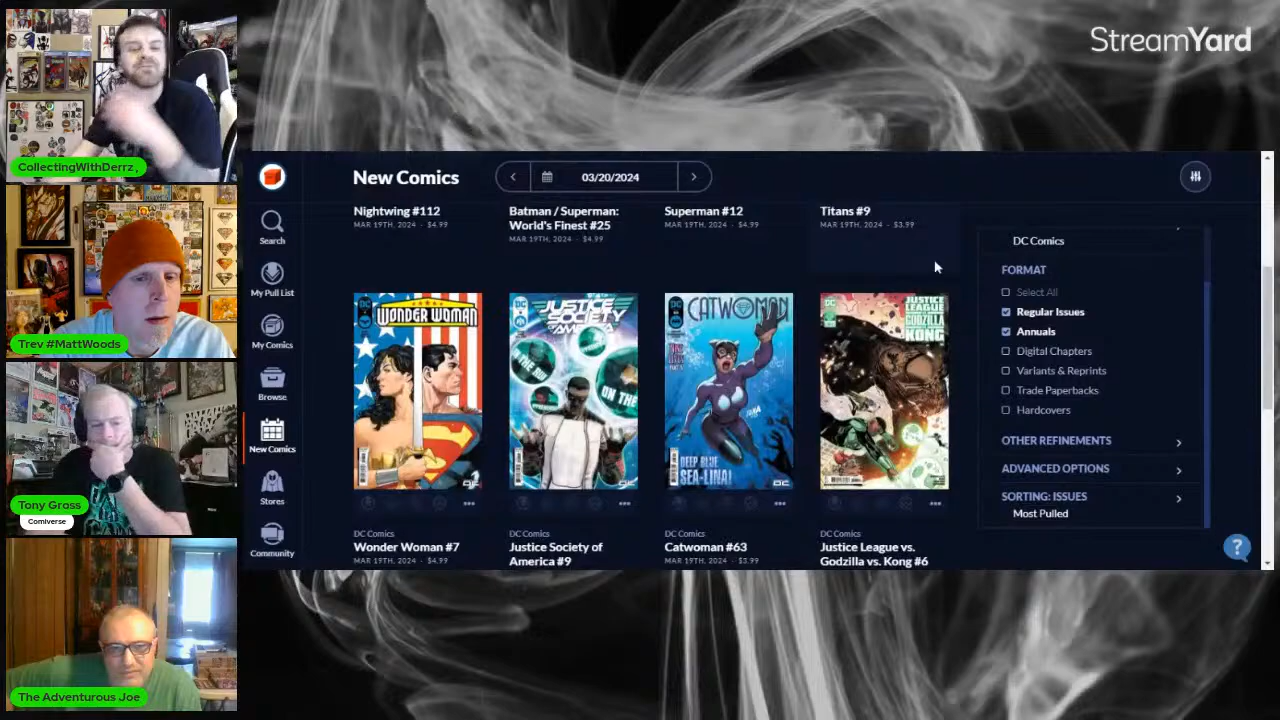 StreamYard
CollectingWithDerrz,
Trev #MattWoods
Tony Grass
Comiverse
The Adventurous Joe
Search
My Pull List
My Comics
Browse
New Comics
Stores
Community
New Comics
03/20/2024
Nightwing #112
MAR 19TH, 2024 · $4.99
Batman / Superman:
World's Finest #25
MAR 19TH, 2024 · $4.99
Superman #12
MAR 19TH, 2024 · $4.99
Titans #9
MAR 19TH, 2024 · $3.99
WONDER WOMAN
JUSTICE
SOCIETY
OF AMERICA
IN THE RUN
ON THE
CATWOMAN
DEEP BLUE
SEA-LINA!
JUSTICE
LEAGUE
GODZILLA
KONG
DC Comics
Wonder Woman #7
MAR 19TH, 2024 · $4.99
DC Comics
Justice Society of
America #9
DC Comics
Catwoman #63
MAR 19TH, 2024 · $3.99
DC Comics
Justice League vs.
Godzilla vs. Kong #6
DC Comics
FORMAT
Select All
Regular Issues
Annuals
Digital Chapters
Variants & Reprints
Trade Paperbacks
Hardcovers
OTHER REFINEMENTS
ADVANCED OPTIONS
SORTING: ISSUES
Most Pulled
?